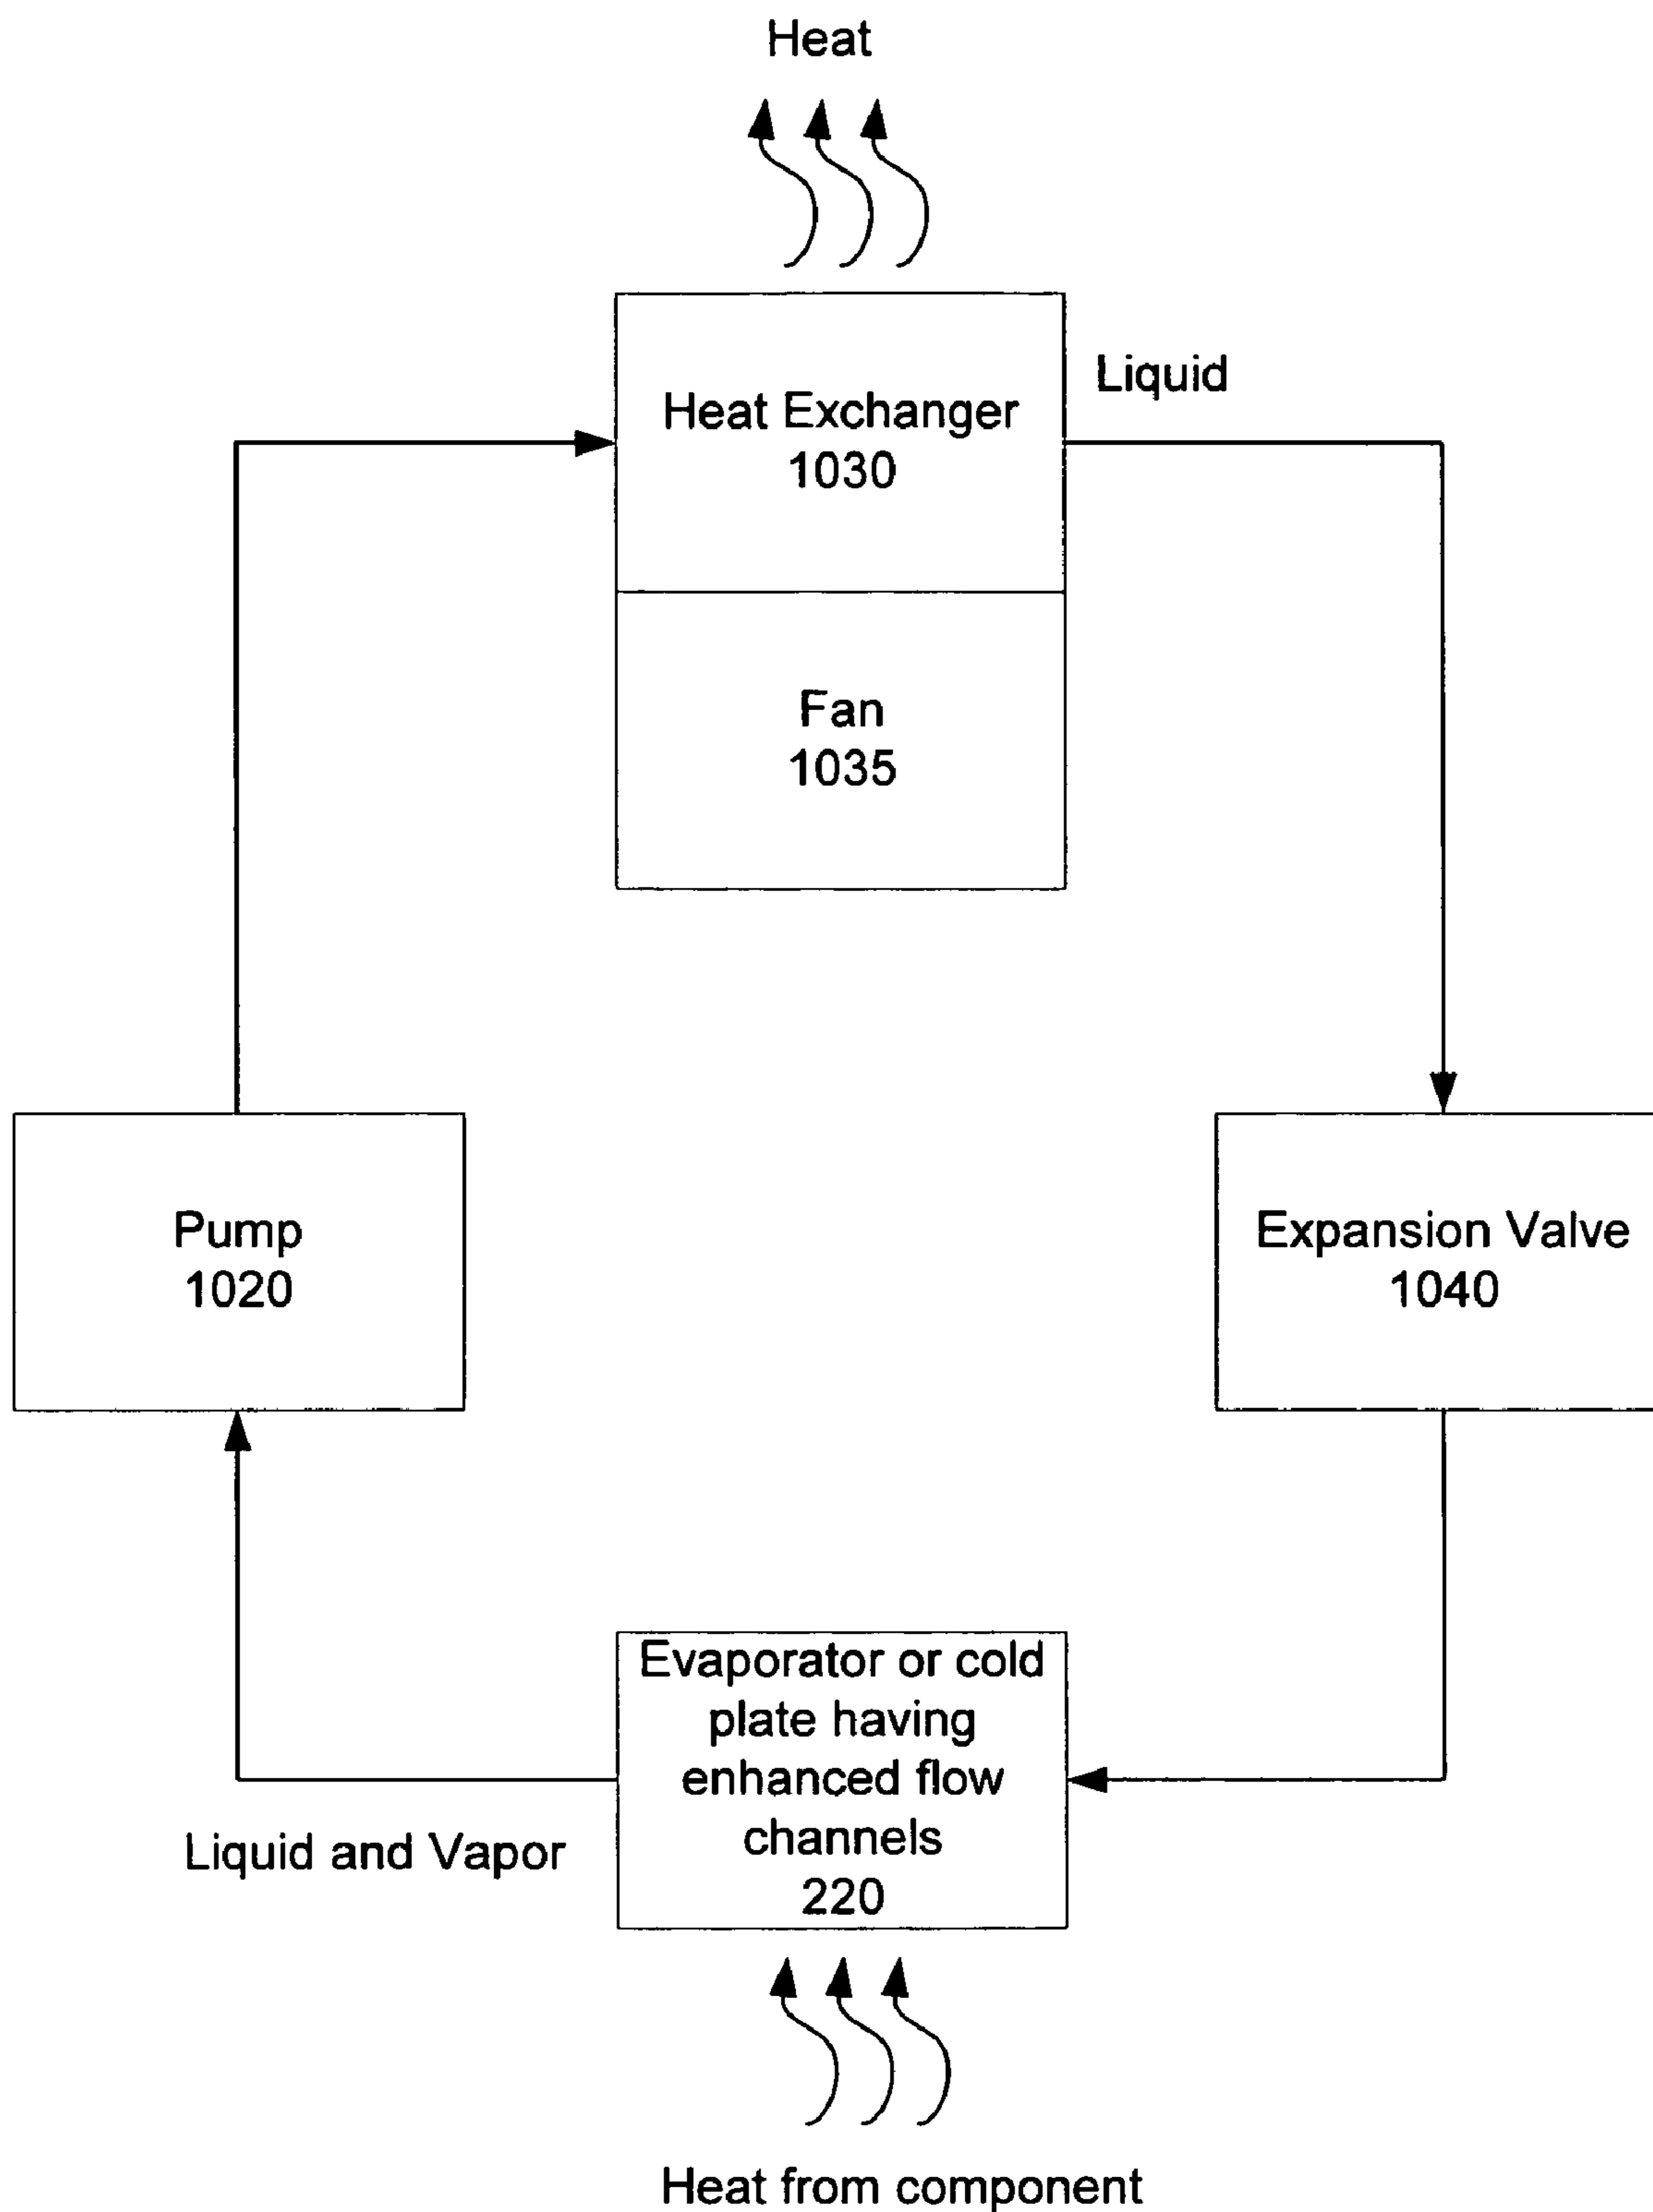 Heat
Liquid
Heat Exchanger
1030
Fan
1035
Pump
1020
Expansion Valve
1040
Evaporator or cold
plate having
enhanced flow
channels
220
Liquid and Vapor
Heat from component